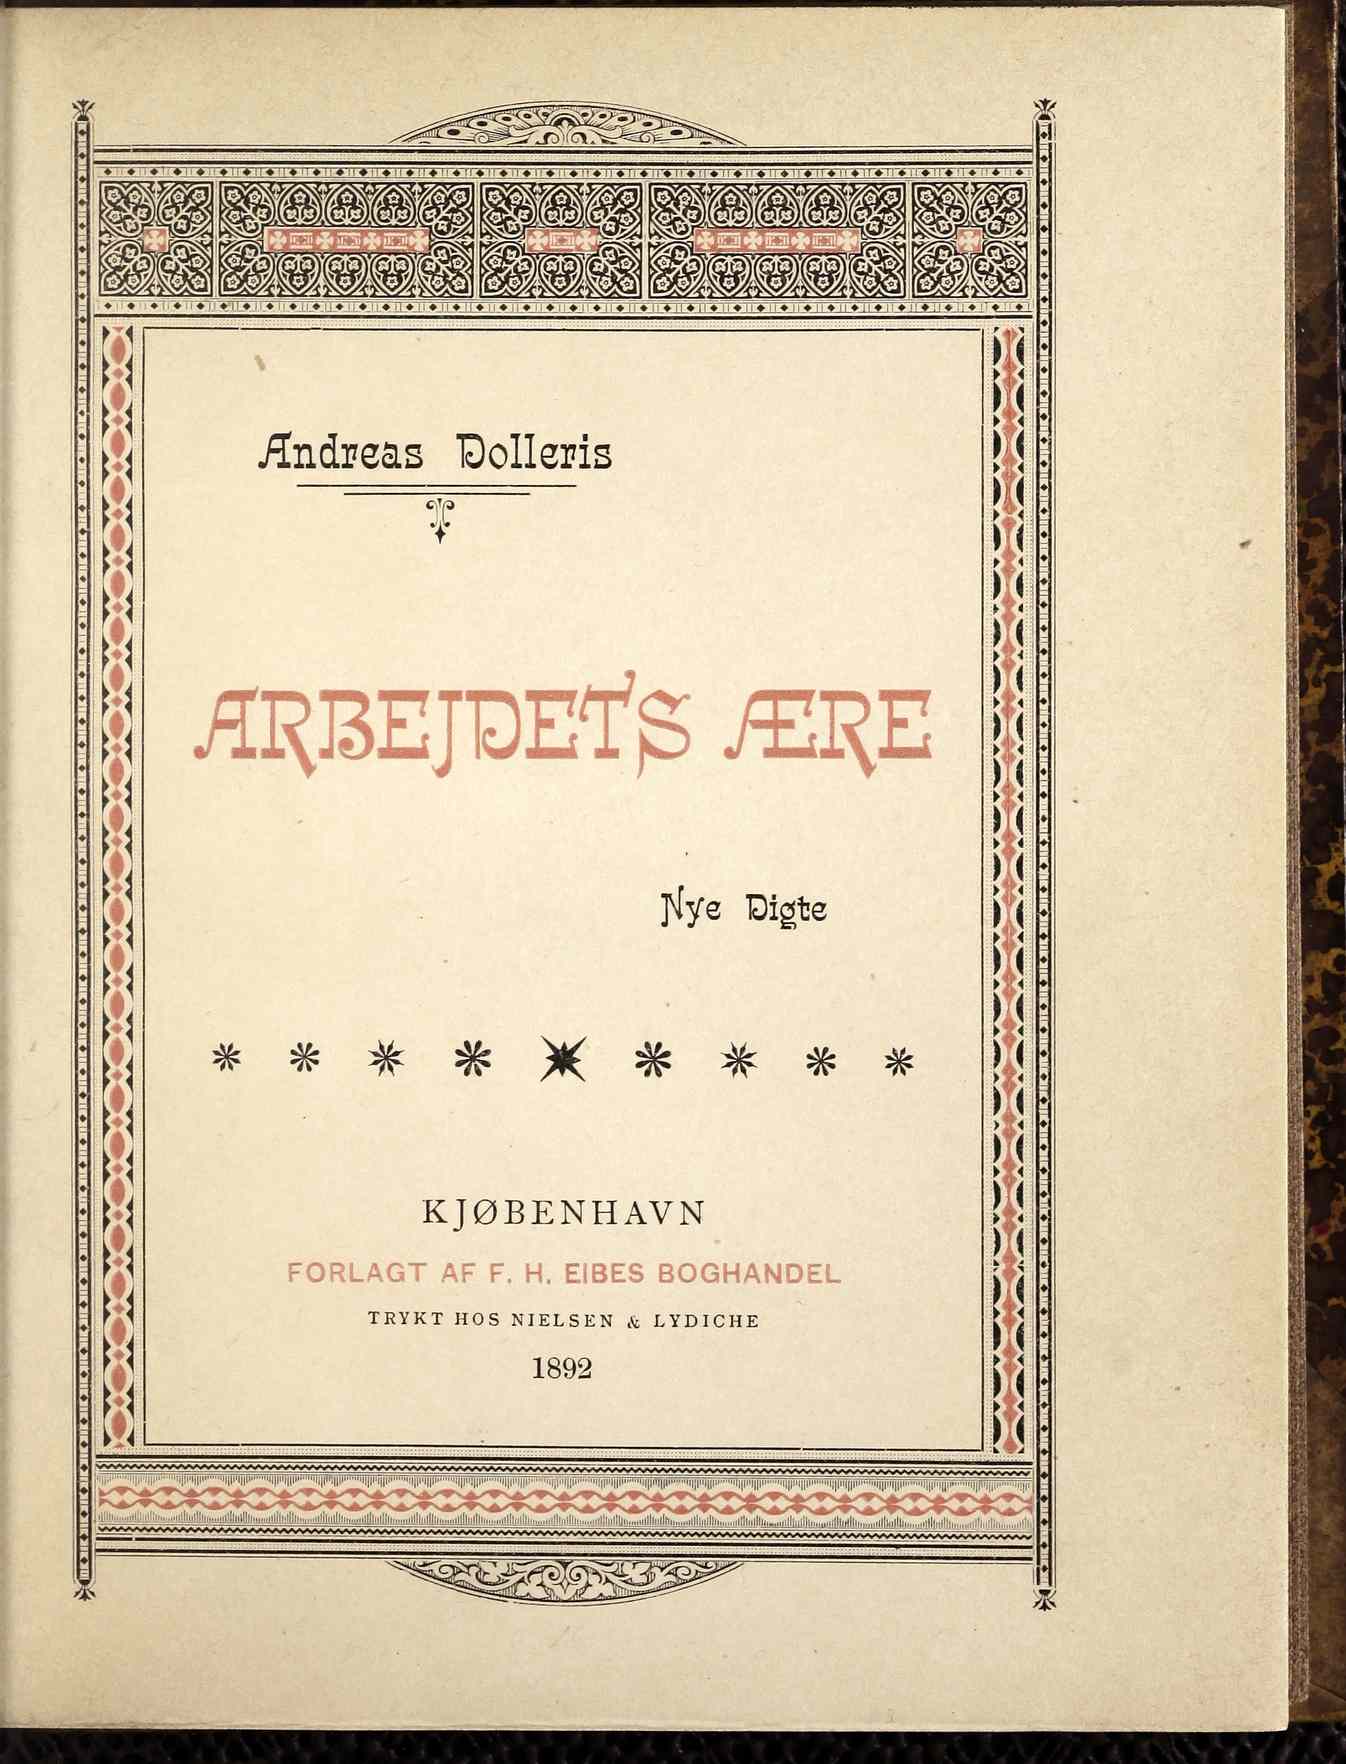 Andreas Dolleris
ARBEJDETS ÆRE
Nye Digte
KJØBENHAVN
FORLAGT AF F. H. EIBES BOGHANDEL
TRYKT HOS NIELSEN & LYDICHE
1892